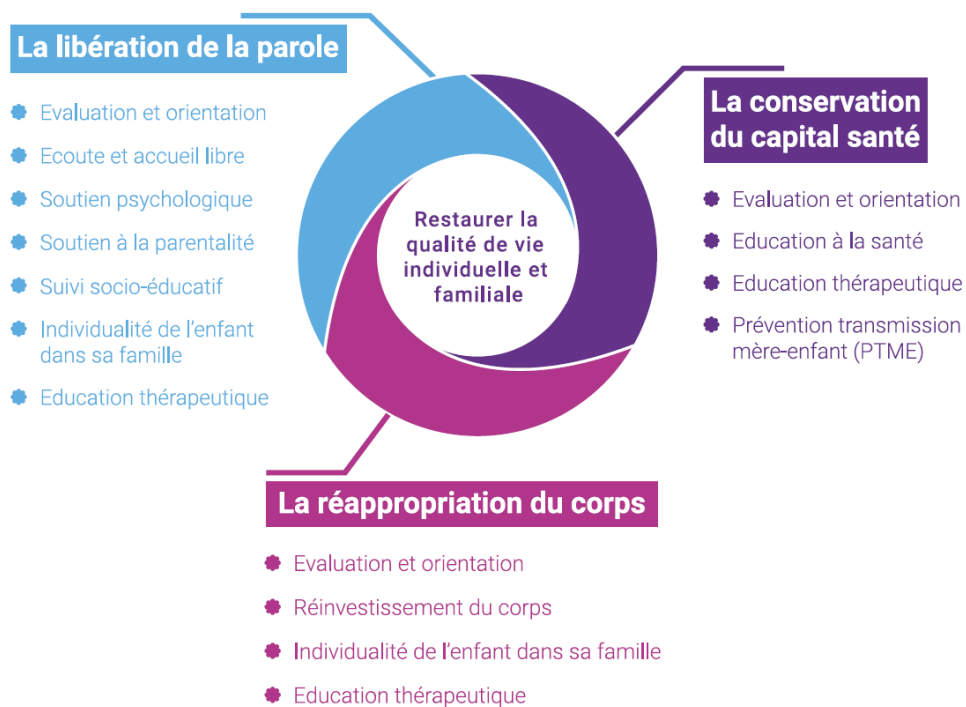 La libération de la parole
Evaluation et orientation
Ecoute et accueil libre
Soutien psychologique
Soutien à la parentalité
Suivi socio-éducatif
Individualité de l'enfant
dans sa famille
Education thérapeutique
Restaurer la
qualité de vie
individuelle et
familiale
La conservation
du capital santé
Evaluation et orientation
Education à la santé
Education thérapeutique
Prévention transmission
mère-enfant (PTME)
La réappropriation du corps
Evaluation et orientation
Réinvestissement du corps
Individualité de l'enfant dans sa famille
Education thérapeutique